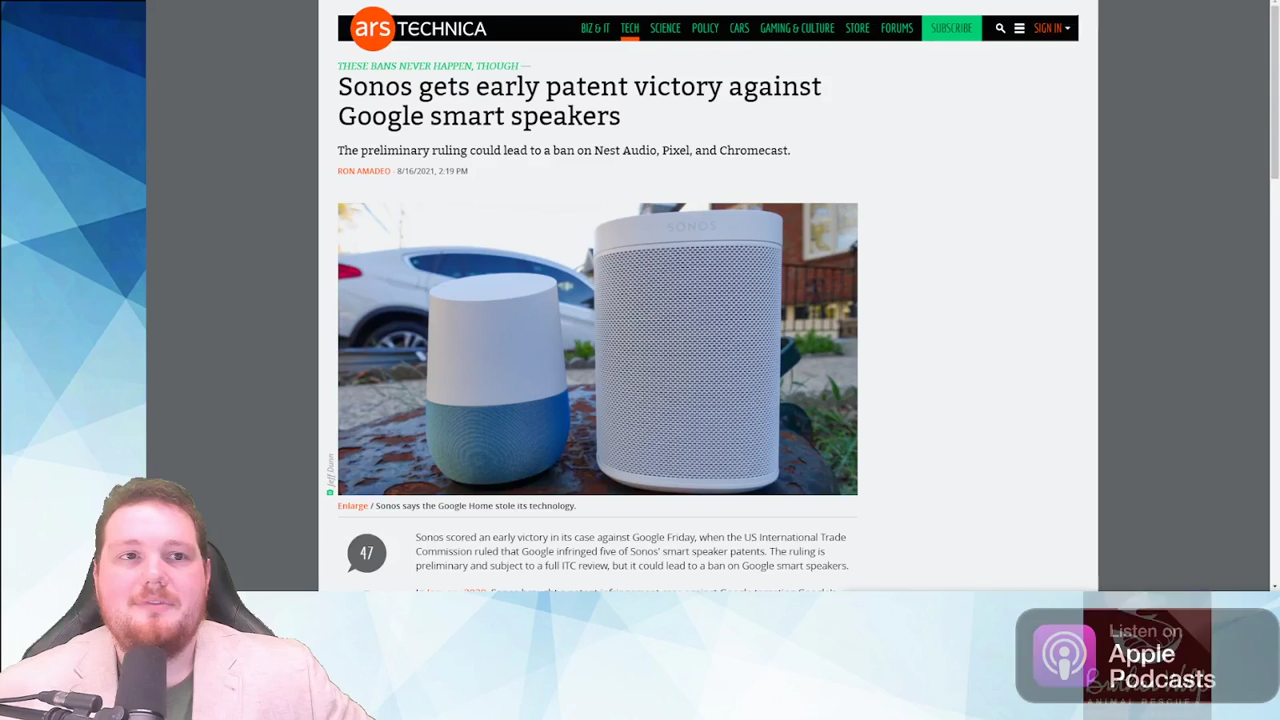 ars TECHNICA
BIZ & IT TECH SCIENCE POLICY CARS GAMING & CULTURE STORE FORUMS SUBSCRIBE SIGN IN
THESE BANS NEVER HAPPEN, THOUGH —
Sonos gets early patent victory against
Google smart speakers
The preliminary ruling could lead to a ban on Nest Audio, Pixel, and Chromecast.
RON AMADEO - 8/16/2021, 2:19 PM
SONOS
Jeff Dunn
Enlarge / Sonos says the Google Home stole its technology.
47
Sonos scored an early victory in its case against Google Friday, when the US International Trade
Commission ruled that Google infringed five of Sonos' smart speaker patents. The ruling is
preliminary and subject to a full ITC review, but it could lead to a ban on Google smart speakers.
Listen on
Apple
Podcasts
ANIMAL RESCUE